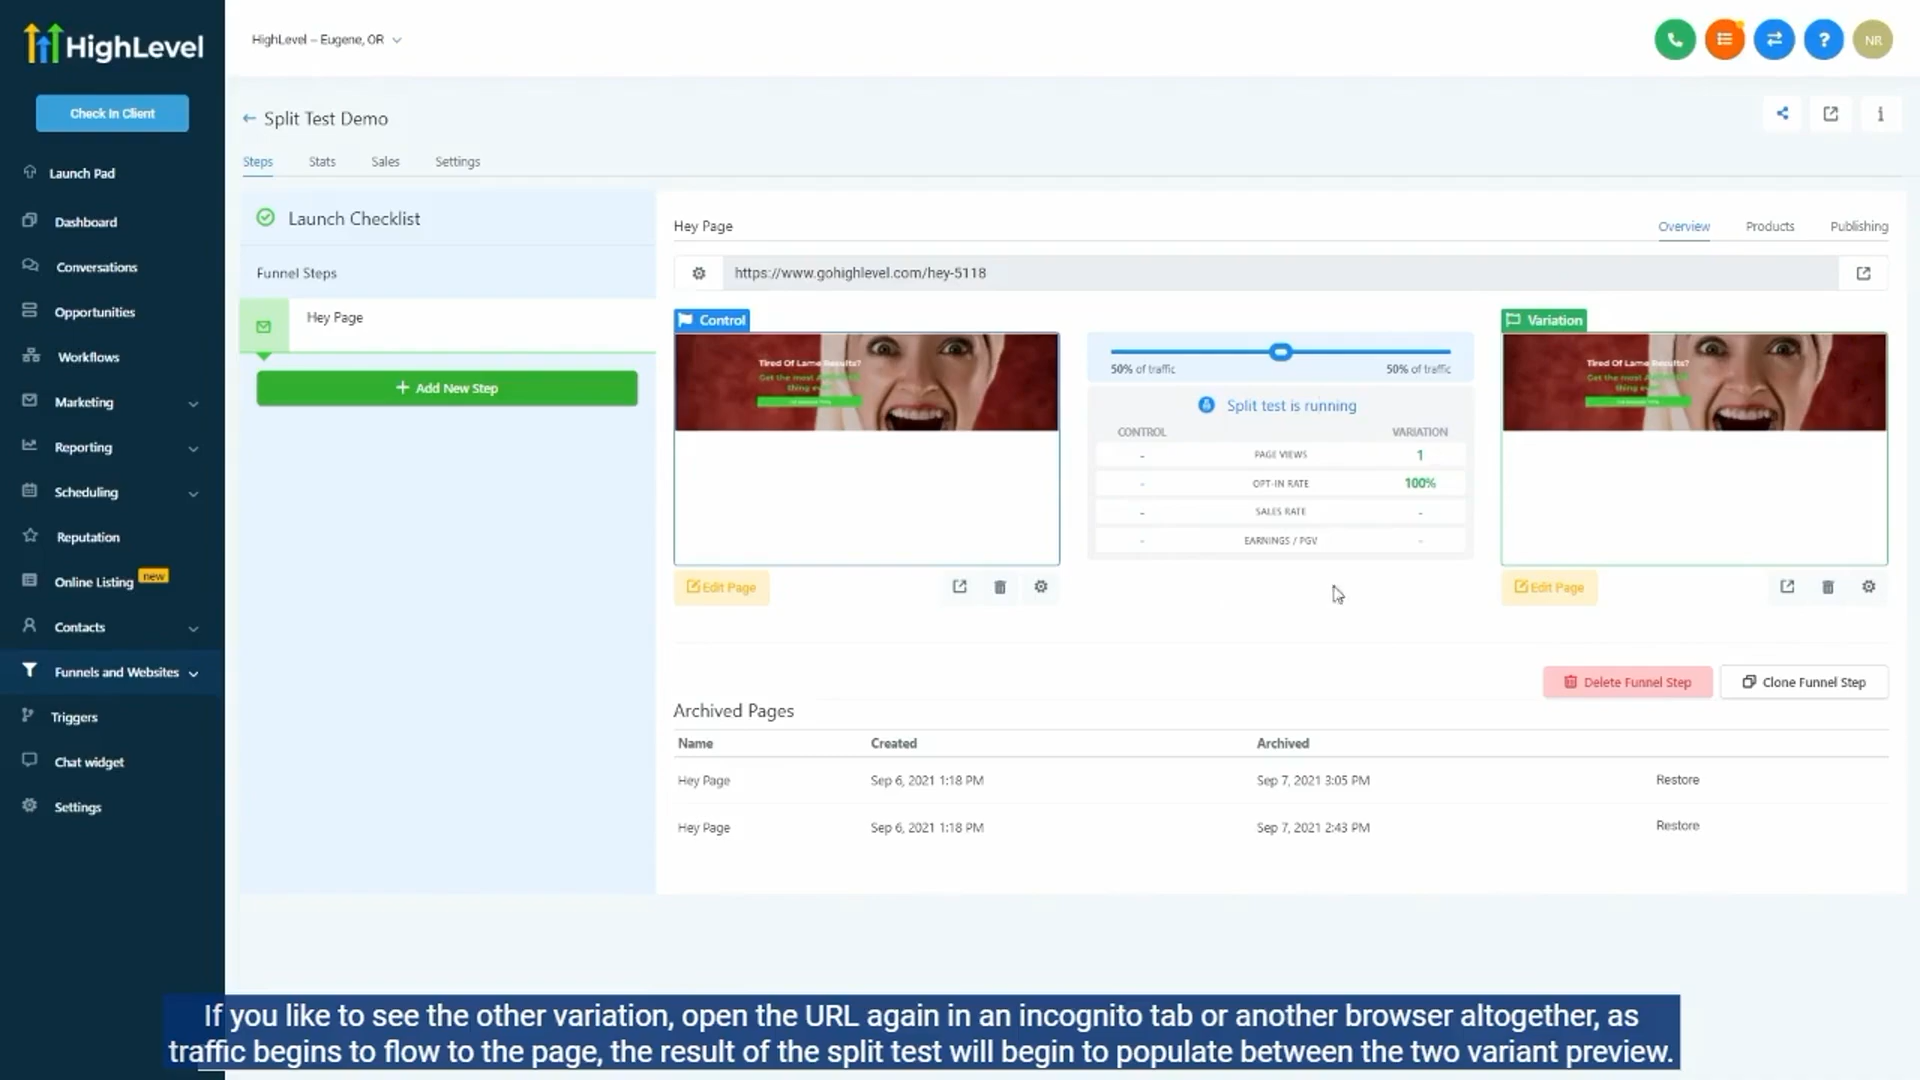 HighLevel
HighLevel – Eugene, OR
NR
Check In Client
Split Test Demo
Steps
Stats
Sales
Settings
Launch Pad
Dashboard
Conversations
Opportunities
Workflows
Marketing
Reporting
Scheduling
Reputation
Online Listing new
Contacts
Funnels and Websites
Triggers
Chat widget
Settings
Launch Checklist
Funnel Steps
Hey Page
+ Add New Step
Hey Page
Overview
Products
Publishing
https://www.gohighlevel.com/hey-5118
Control
Tired Of Lame Results?
Get the most
thing
Edit Page
50% of traffic
50% of traffic
Split test is running
CONTROL VARIATION
- PAGE VIEWS 1
- OPT-IN RATE 100%
- SALES RATE -
- EARNINGS / PGV -
Variation
Tired Of Lame Results?
Get the most
thing
Edit Page
Delete Funnel Step
Clone Funnel Step
Archived Pages
Name Created Archived
Hey Page Sep 6, 2021 1:18 PM Sep 7, 2021 3:05 PM Restore
Hey Page Sep 6, 2021 1:18 PM Sep 7, 2021 2:43 PM Restore
If you like to see the other variation, open the URL again in an incognito tab or another browser altogether, as
traffic begins to flow to the page, the result of the split test will begin to populate between the two variant preview.